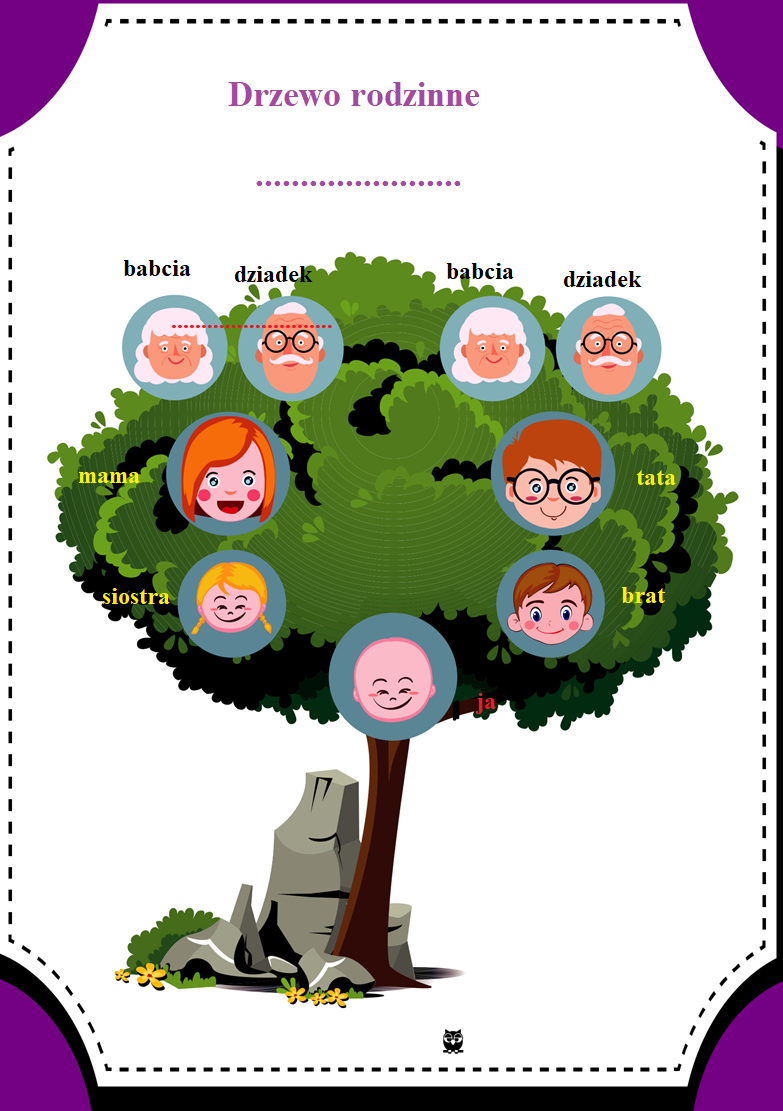 Drzewo rodzinne
babcia dziadek babcia dziadek
mama tata
siostra brat
ja